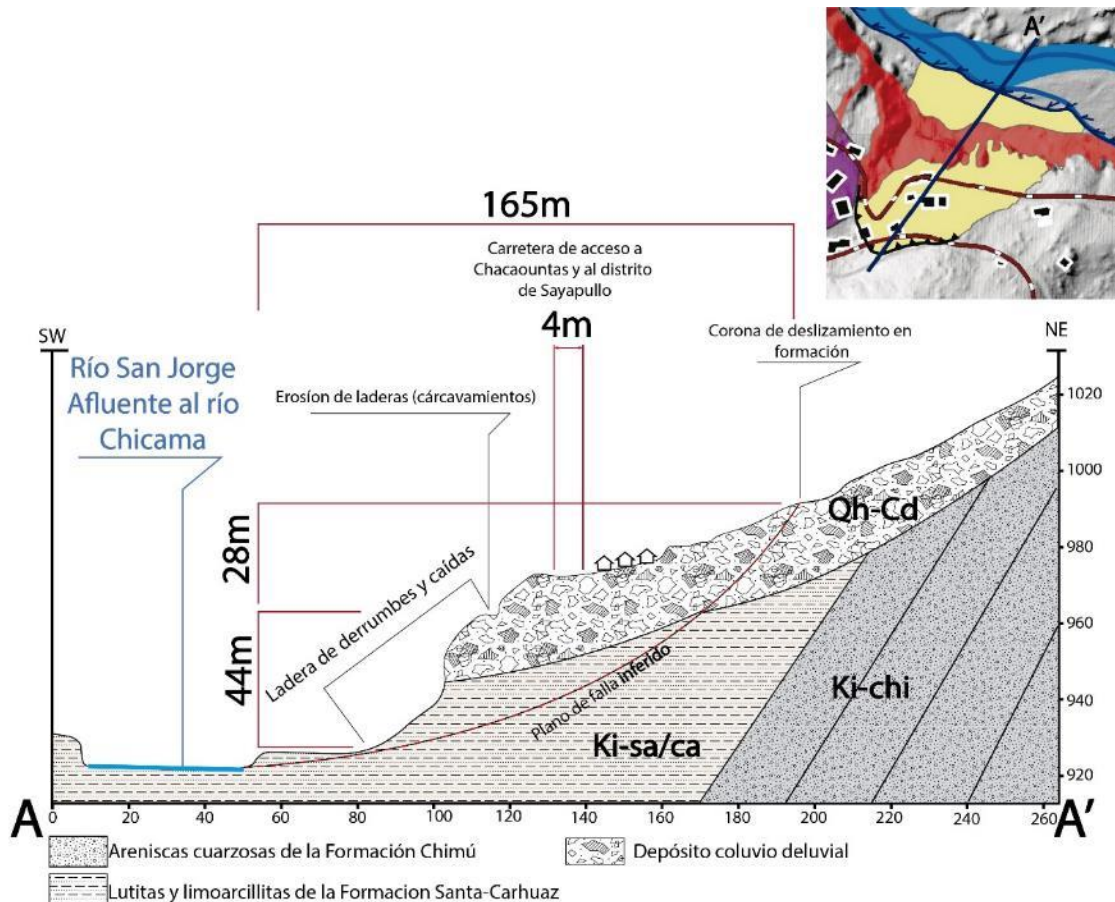 A'
165m
Carretera de acceso a
Chacaountas y al distrito
de Sayapullo
4m
Corona de deslizamiento en
formación
SW
NE
Río San Jorge
Afluente al río
Chicama
Erosíon de laderas (cárcavamientos)
1020
1000
980
960
940
920
28m
44m
Ladera de derrumbes y caídas
Qh-Cd
Plano de falla inferido
Ki-chi
Ki-sa/ca
A
0 20 40 60 80 100 120 140 160 180 200 220 240 260
A'
Areniscas cuarzosas de la Formación Chimú
Depósito coluvio deluvial
Lutitas y limoarcillitas de la Formacion Santa-Carhuaz